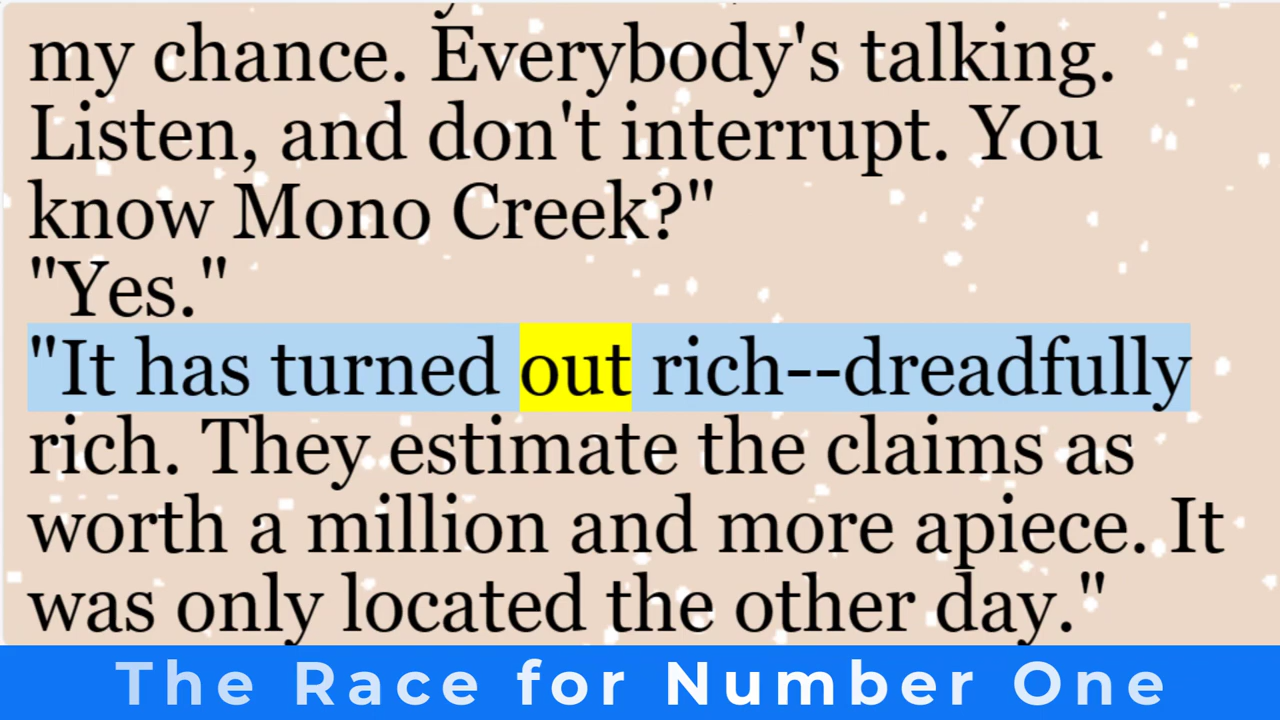 my chance. Everybody's talking.
Listen, and don't interrupt. You
know Mono Creek?"
"Yes."
"It has turned out rich--dreadfully
rich. They estimate the claims as
worth a million and more apiece. It
was only located the other day."
The Race for Number One